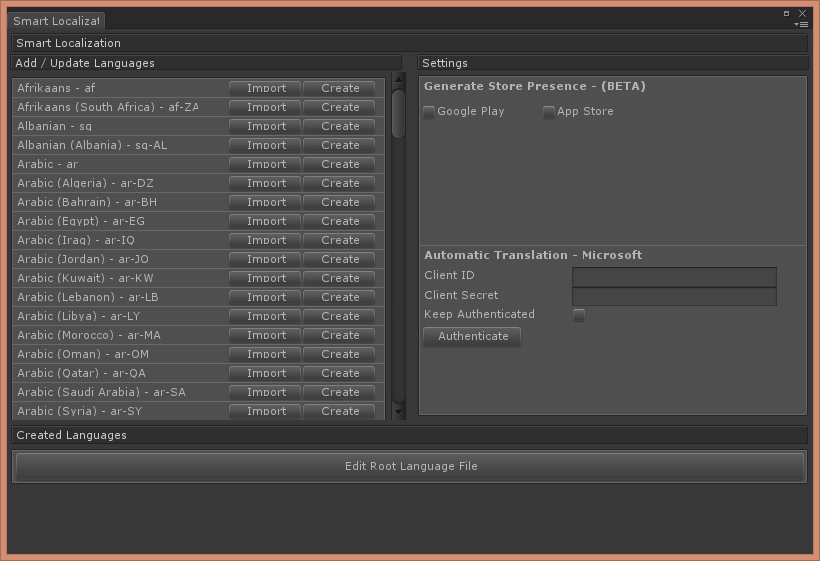 Smart Localizat
Smart Localization
Add / Update Languages
Afrikaans - af Import Create
Afrikaans (South Africa) - af-ZA Import Create
Albanian - sq Import Create
Albanian (Albania) - sq-AL Import Create
Arabic - ar Import Create
Arabic (Algeria) - ar-DZ Import Create
Arabic (Bahrain) - ar-BH Import Create
Arabic (Egypt) - ar-EG Import Create
Arabic (Iraq) - ar-IQ Import Create
Arabic (Jordan) - ar-JO Import Create
Arabic (Kuwait) - ar-KW Import Create
Arabic (Lebanon) - ar-LB Import Create
Arabic (Libya) - ar-LY Import Create
Arabic (Morocco) - ar-MA Import Create
Arabic (Oman) - ar-OM Import Create
Arabic (Qatar) - ar-QA Import Create
Arabic (Saudi Arabia) - ar-SA Import Create
Arabic (Syria) - ar-SY Import Create
Settings
Generate Store Presence - (BETA)
Google Play App Store
Automatic Translation - Microsoft
Client ID
Client Secret
Keep Authenticated
Authenticate
Created Languages
Edit Root Language File